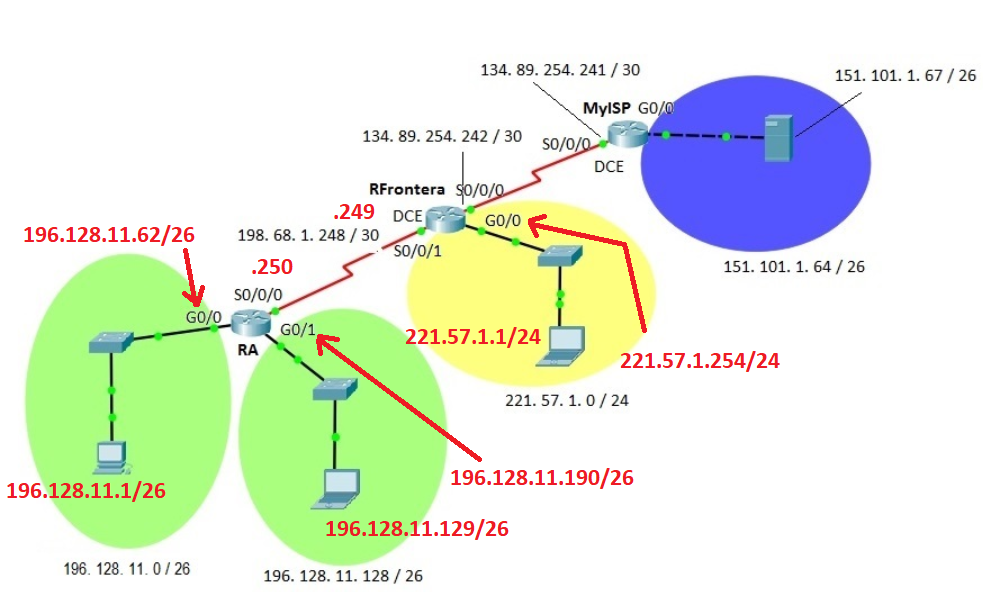 134. 89. 254. 241 / 30
151. 101. 1. 67 / 26
MyISP G0/0
134. 89. 254. 242 / 30
S0/0/0
DCE
RFrontera
S0/0/0
.249
DCE
G0/0
196.128.11.62/26
198. 68. 1. 248 / 30
S0/0/1
151. 101. 1. 64 / 26
.250
S0/0/0
G0/0
G0/1
RA
221.57.1.1/24
221.57.1.254/24
221. 57. 1. 0 / 24
196.128.11.190/26
196.128.11.1/26
196.128.11.129/26
196. 128. 11. 0 / 26
196. 128. 11. 128 / 26